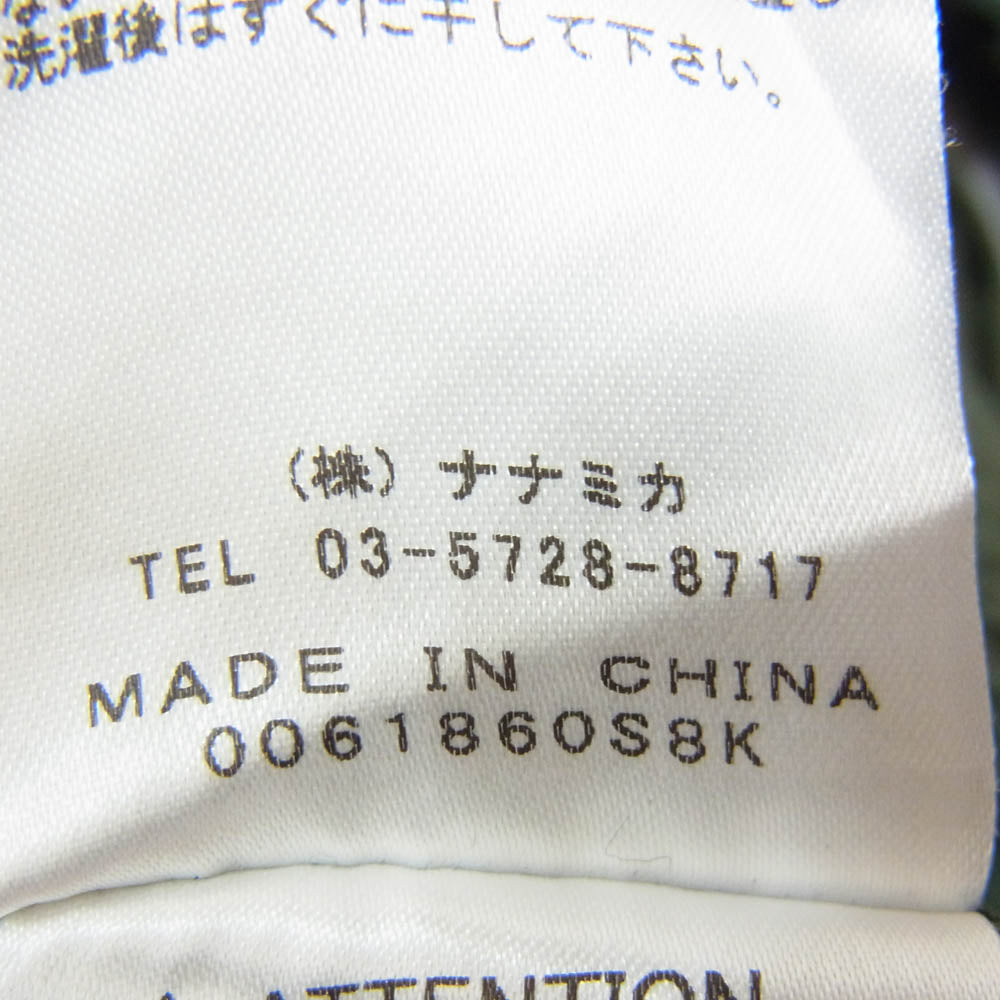 洗濯後はすぐに干して下さい。
(株) ナナミカ
TEL 03-5728-8717
MADE IN CHINA
0061860S8K
ATTENTION